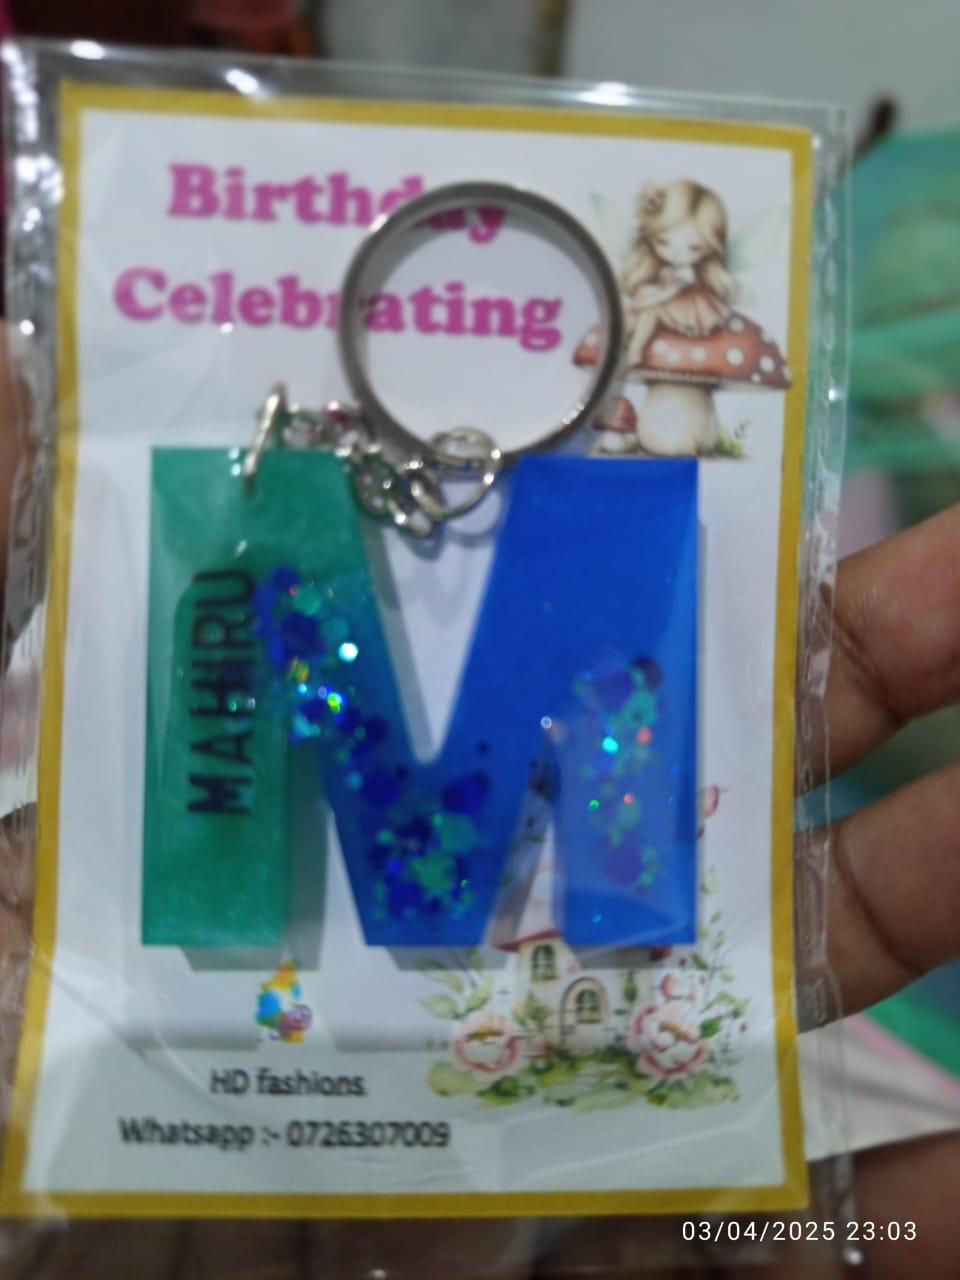 Birthday
Celebrating
MAHIRU
HD fashions
Whatsapp :- 0726307009
03/04/2025 23:03